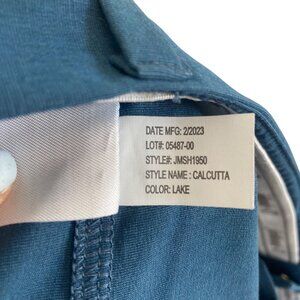 DATE MFG: 2/2023
LOT#: 05487-00
STYLE#: JMSH1950
STYLE NAME : CALCUTTA
COLOR: LAKE